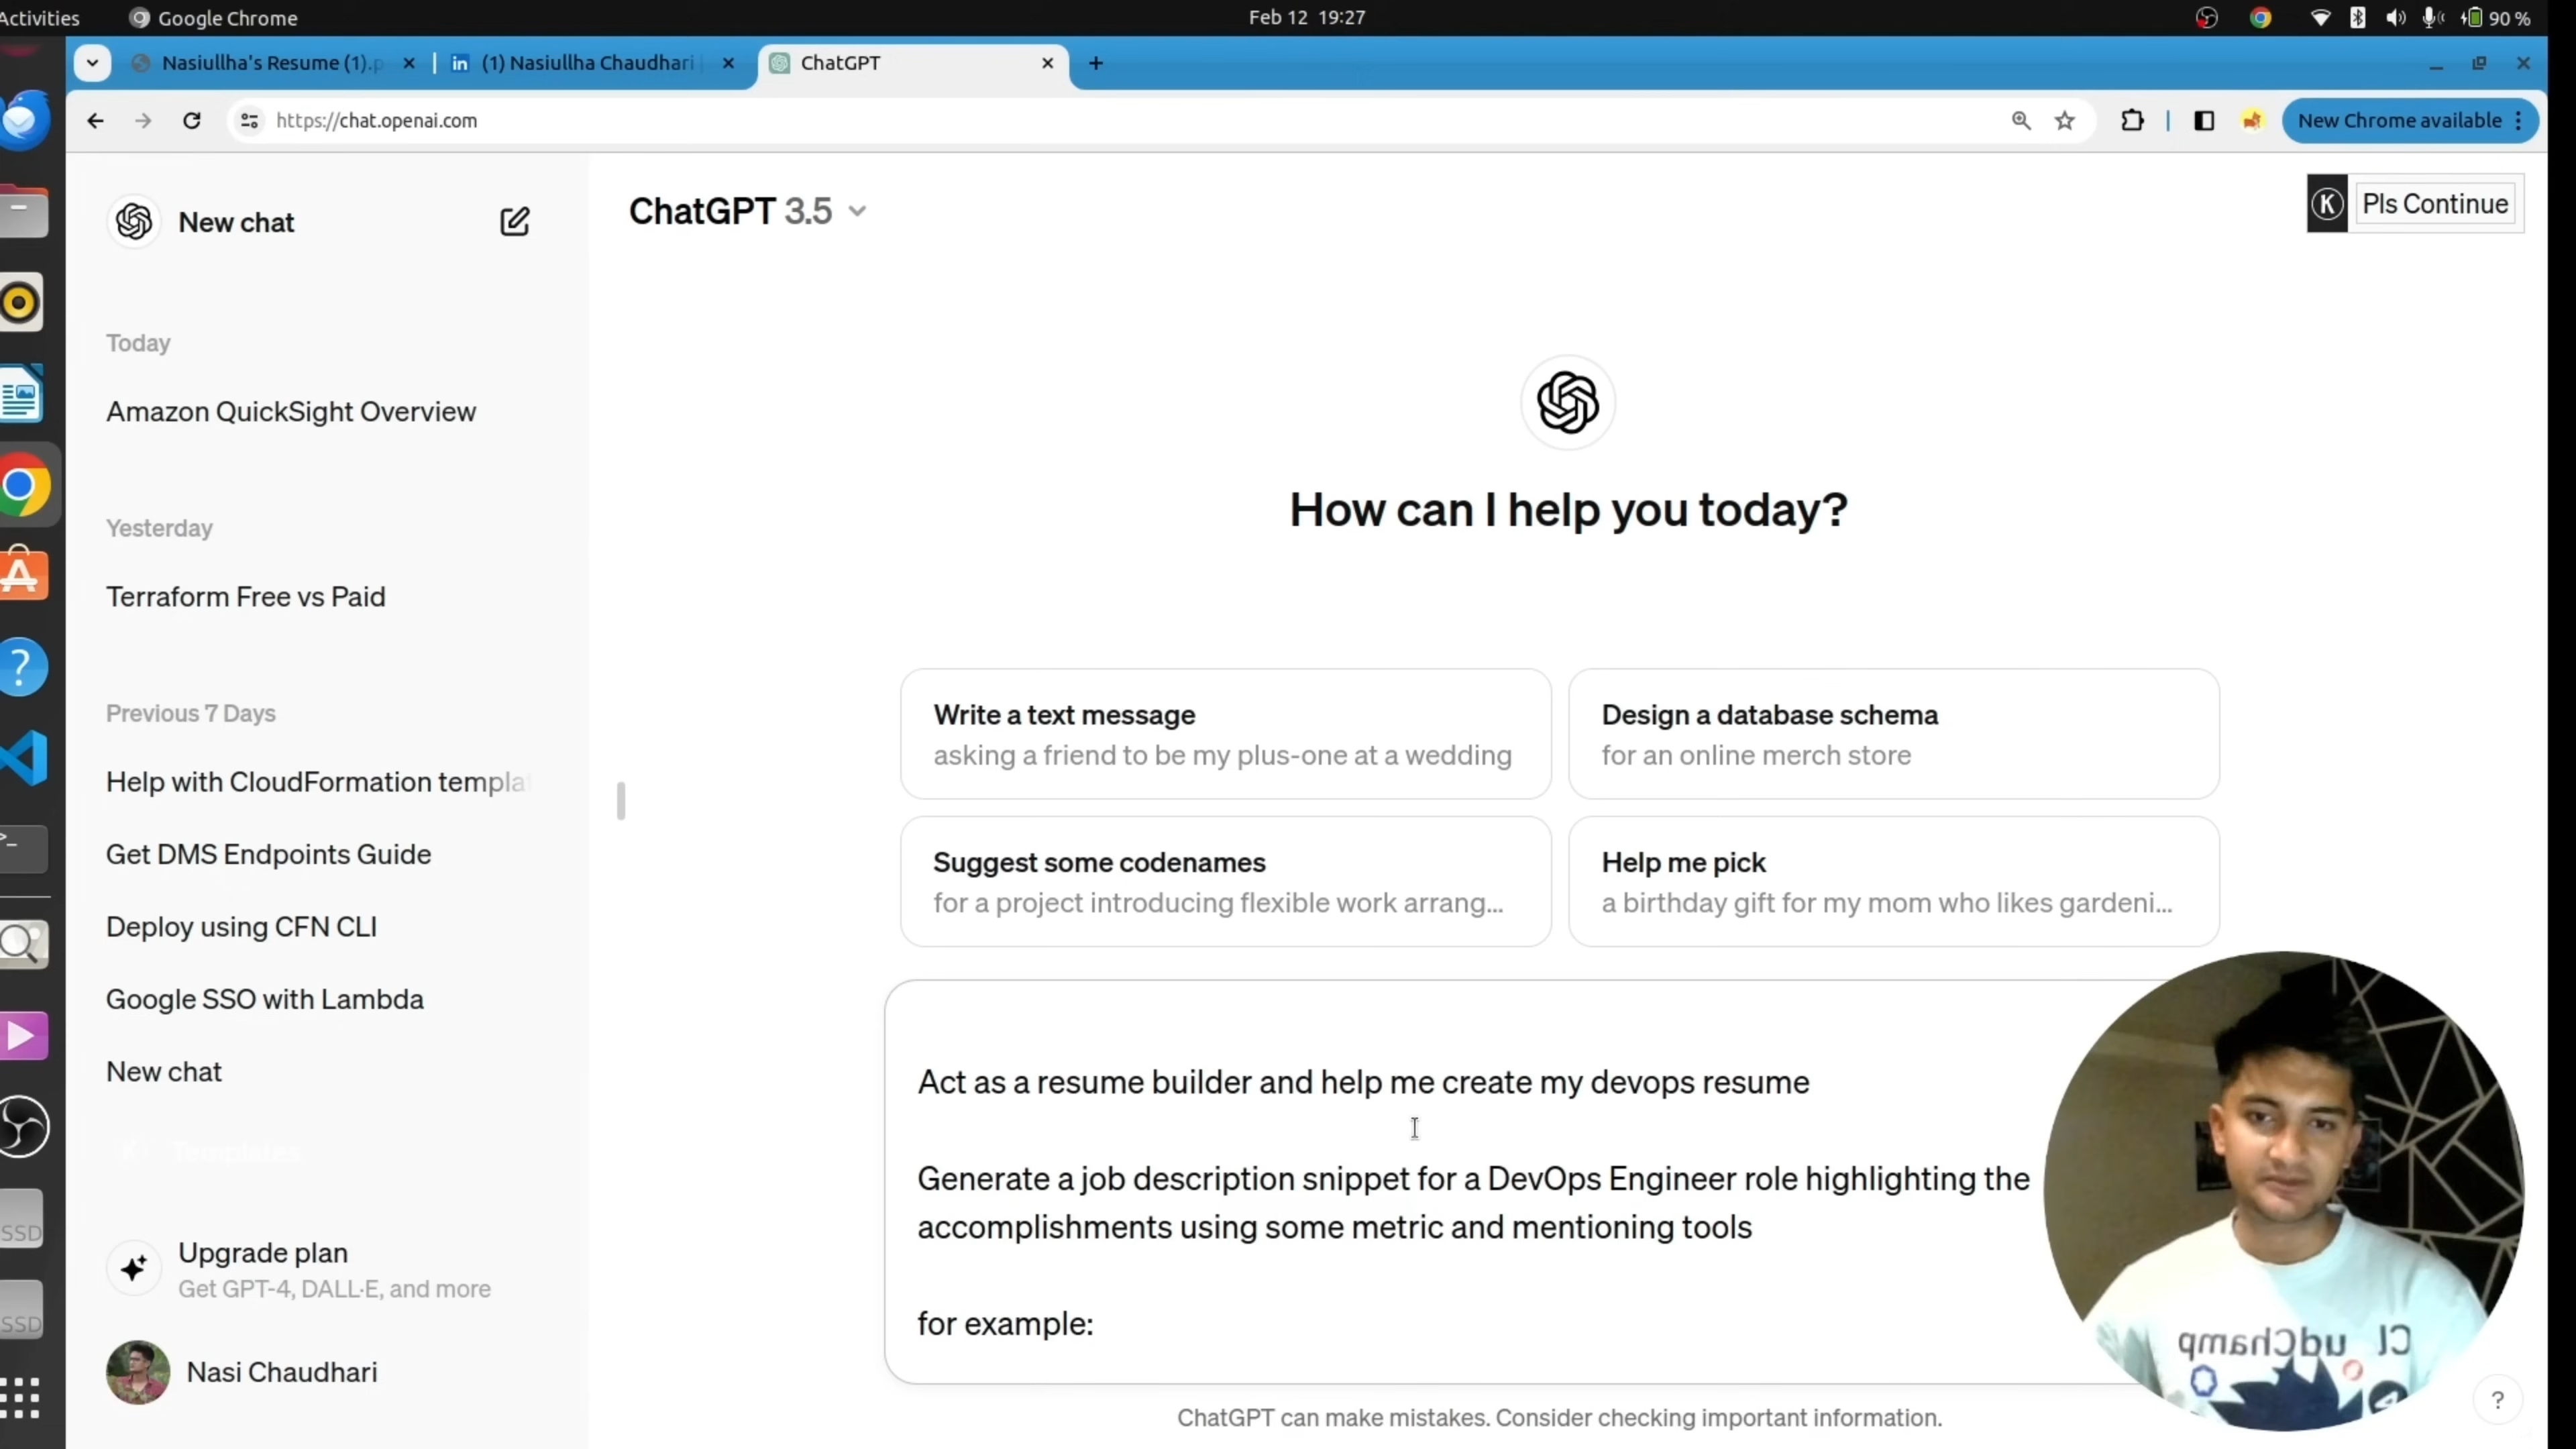 Activities
Google Chrome
Feb 12 19:27
90 %
Nasiullha's Resume (1).p
(1) Nasiullha Chaudhari
ChatGPT
https://chat.openai.com
New Chrome available
New chat
ChatGPT 3.5
K
Pls Continue
Today
Amazon QuickSight Overview
Yesterday
Terraform Free vs Paid
Previous 7 Days
Help with CloudFormation templa
Get DMS Endpoints Guide
Deploy using CFN CLI
Google SSO with Lambda
New chat
Templates
Upgrade plan
Get GPT-4, DALL·E, and more
Nasi Chaudhari
How can I help you today?
Write a text message
asking a friend to be my plus-one at a wedding
Design a database schema
for an online merch store
Suggest some codenames
for a project introducing flexible work arrang...
Help me pick
a birthday gift for my mom who likes gardeni...
Act as a resume builder and help me create my devops resume
Generate a job description snippet for a DevOps Engineer role highlighting the
accomplishments using some metric and mentioning tools
for example:
ChatGPT can make mistakes. Consider checking important information.
?
SSD
SSD